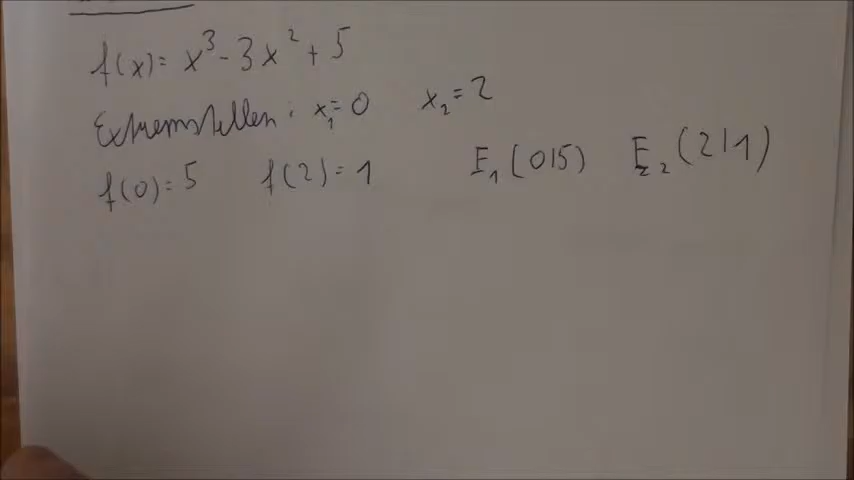 f(x) = x³ - 3x² + 5
Extremstellen: x₁ = 0 x₂ = 2
f(0) = 5 f(2) = 1 E₁(0|5) E₂(2|1)